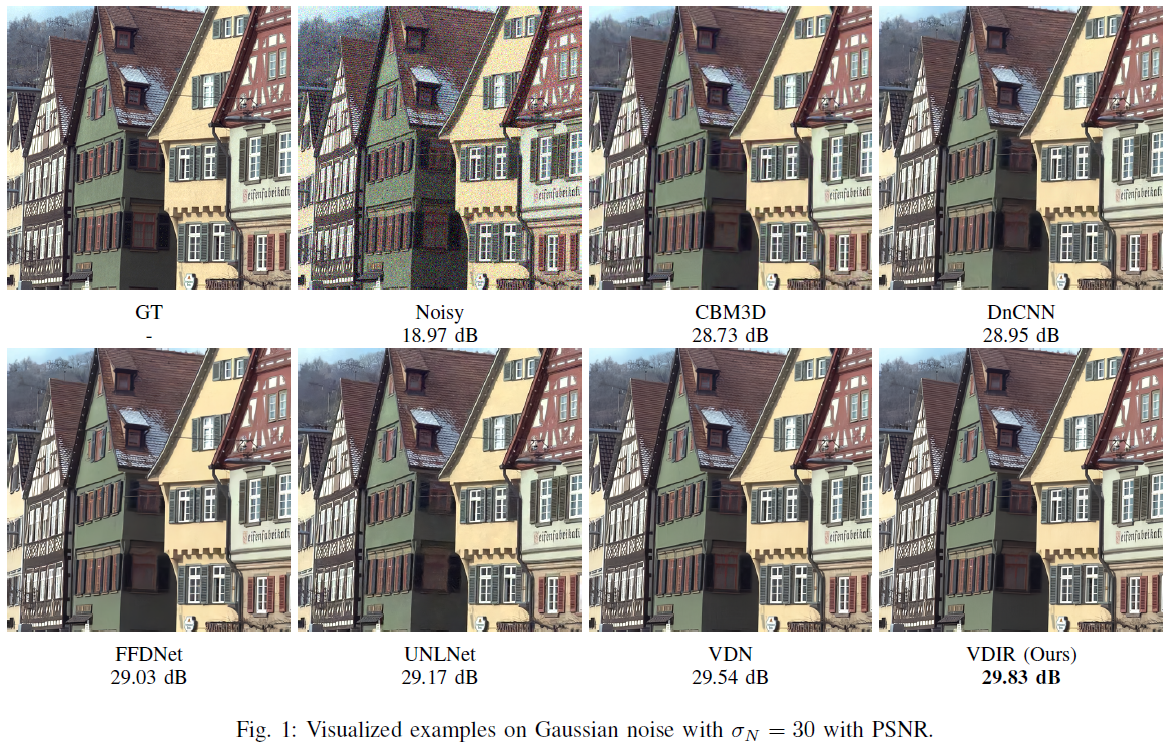 GT
-
Noisy
18.97 dB
CBM3D
28.73 dB
DnCNN
28.95 dB
FFDNet
29.03 dB
UNLNet
29.17 dB
VDN
29.54 dB
VDIR (Ours)
29.83 dB
Fig. 1: Visualized examples on Gaussian noise with σ_N = 30 with PSNR.